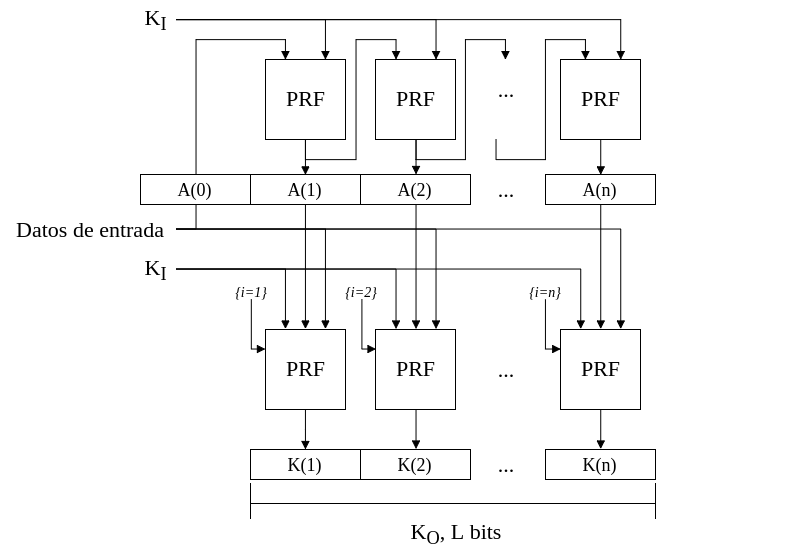 K_I
PRF PRF ... PRF
A(0) A(1) A(2) ... A(n)
Datos de entrada
K_I
{i=1} {i=2} {i=n}
PRF PRF ... PRF
K(1) K(2) ... K(n)
K_O, L bits